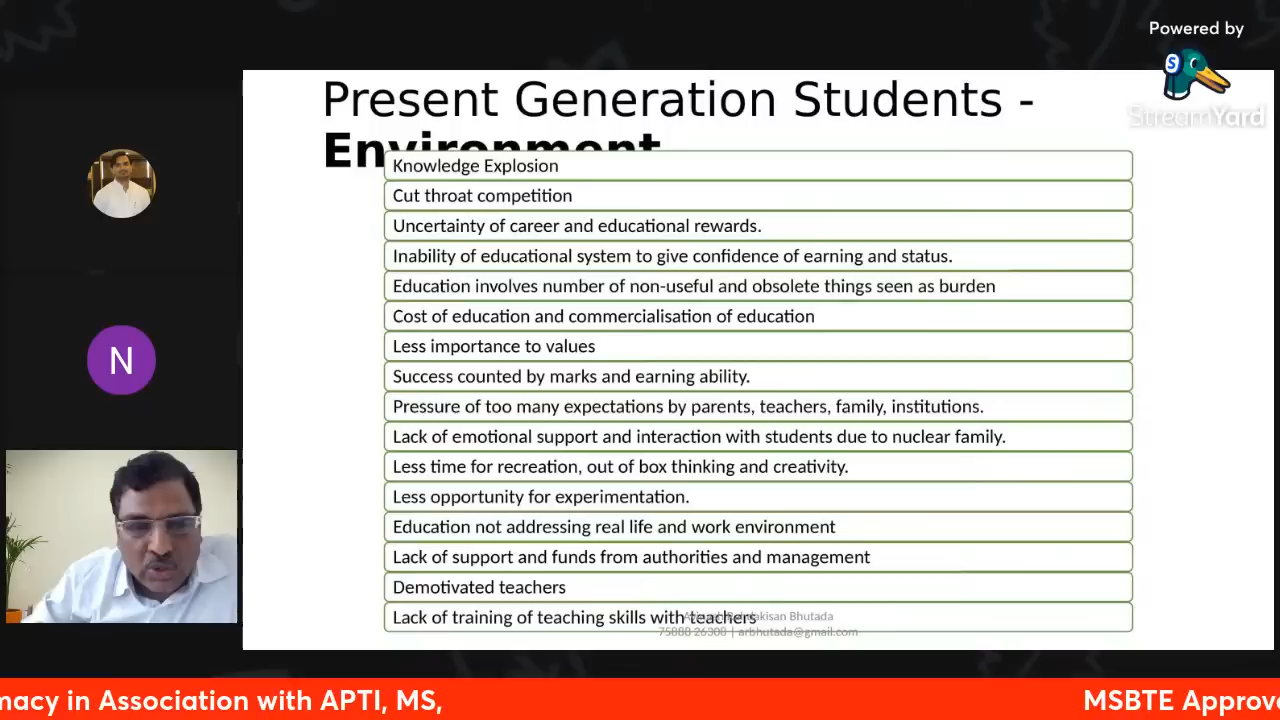 Powered by
StreamYard
Present Generation Students -
Environment
Knowledge Explosion
Cut throat competition
Uncertainty of career and educational rewards.
Inability of educational system to give confidence of earning and status.
Education involves number of non-useful and obsolete things seen as burden
Cost of education and commercialisation of education
Less importance to values
Success counted by marks and earning ability.
Pressure of too many expectations by parents, teachers, family, institutions.
Lack of emotional support and interaction with students due to nuclear family.
Less time for recreation, out of box thinking and creativity.
Less opportunity for experimentation.
Education not addressing real life and work environment
Lack of support and funds from authorities and management
Demotivated teachers
Lack of training of teaching skills with teachers
Bhutada
75888 26308 | arbhutada@gmail.com
N
macy in Association with APTI, MS,
MSBTE Approve